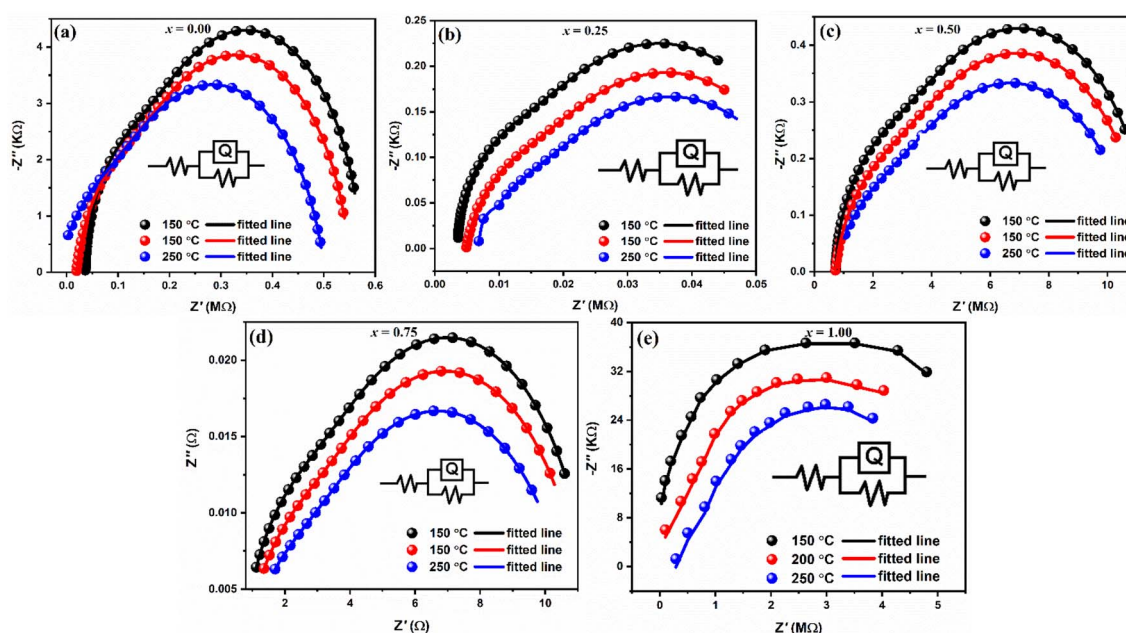 (a)
x = 0.00
-Z″ (KΩ)
4
3
2
1
0
Q
150 °C fitted line
150 °C fitted line
250 °C fitted line
0.0 0.1 0.2 0.3 0.4 0.5 0.6
Z′ (MΩ)
(b)
x = 0.25
-Z″ (KΩ)
0.25
0.20
0.15
0.10
0.05
0.00
Q
150 °C fitted line
150 °C fitted line
250 °C fitted line
0.00 0.01 0.02 0.03 0.04 0.05
Z′ (MΩ)
(c)
x = 0.50
-Z″ (KΩ)
0.4
0.3
0.2
0.1
0.0
Q
150 °C fitted line
150 °C fitted line
250 °C fitted line
0 2 4 6 8 10
Z′ (MΩ)
(d)
x = 0.75
Z″ (Ω)
0.020
0.015
0.010
0.005
Q
150 °C fitted line
150 °C fitted line
250 °C fitted line
2 4 6 8 10
Z′ (Ω)
(e)
x = 1.00
-Z″ (KΩ)
36
30
24
18
12
6
0
Q
150 °C fitted line
200 °C fitted line
250 °C fitted line
0 1 2 3 4 5
Z′ (MΩ)